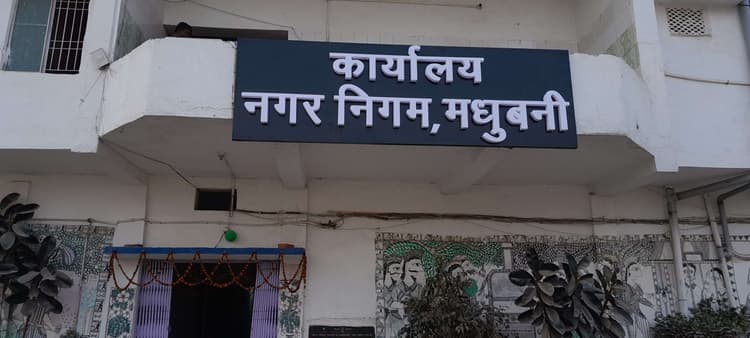 कार्यालय
नगर निगम, मधुबनी